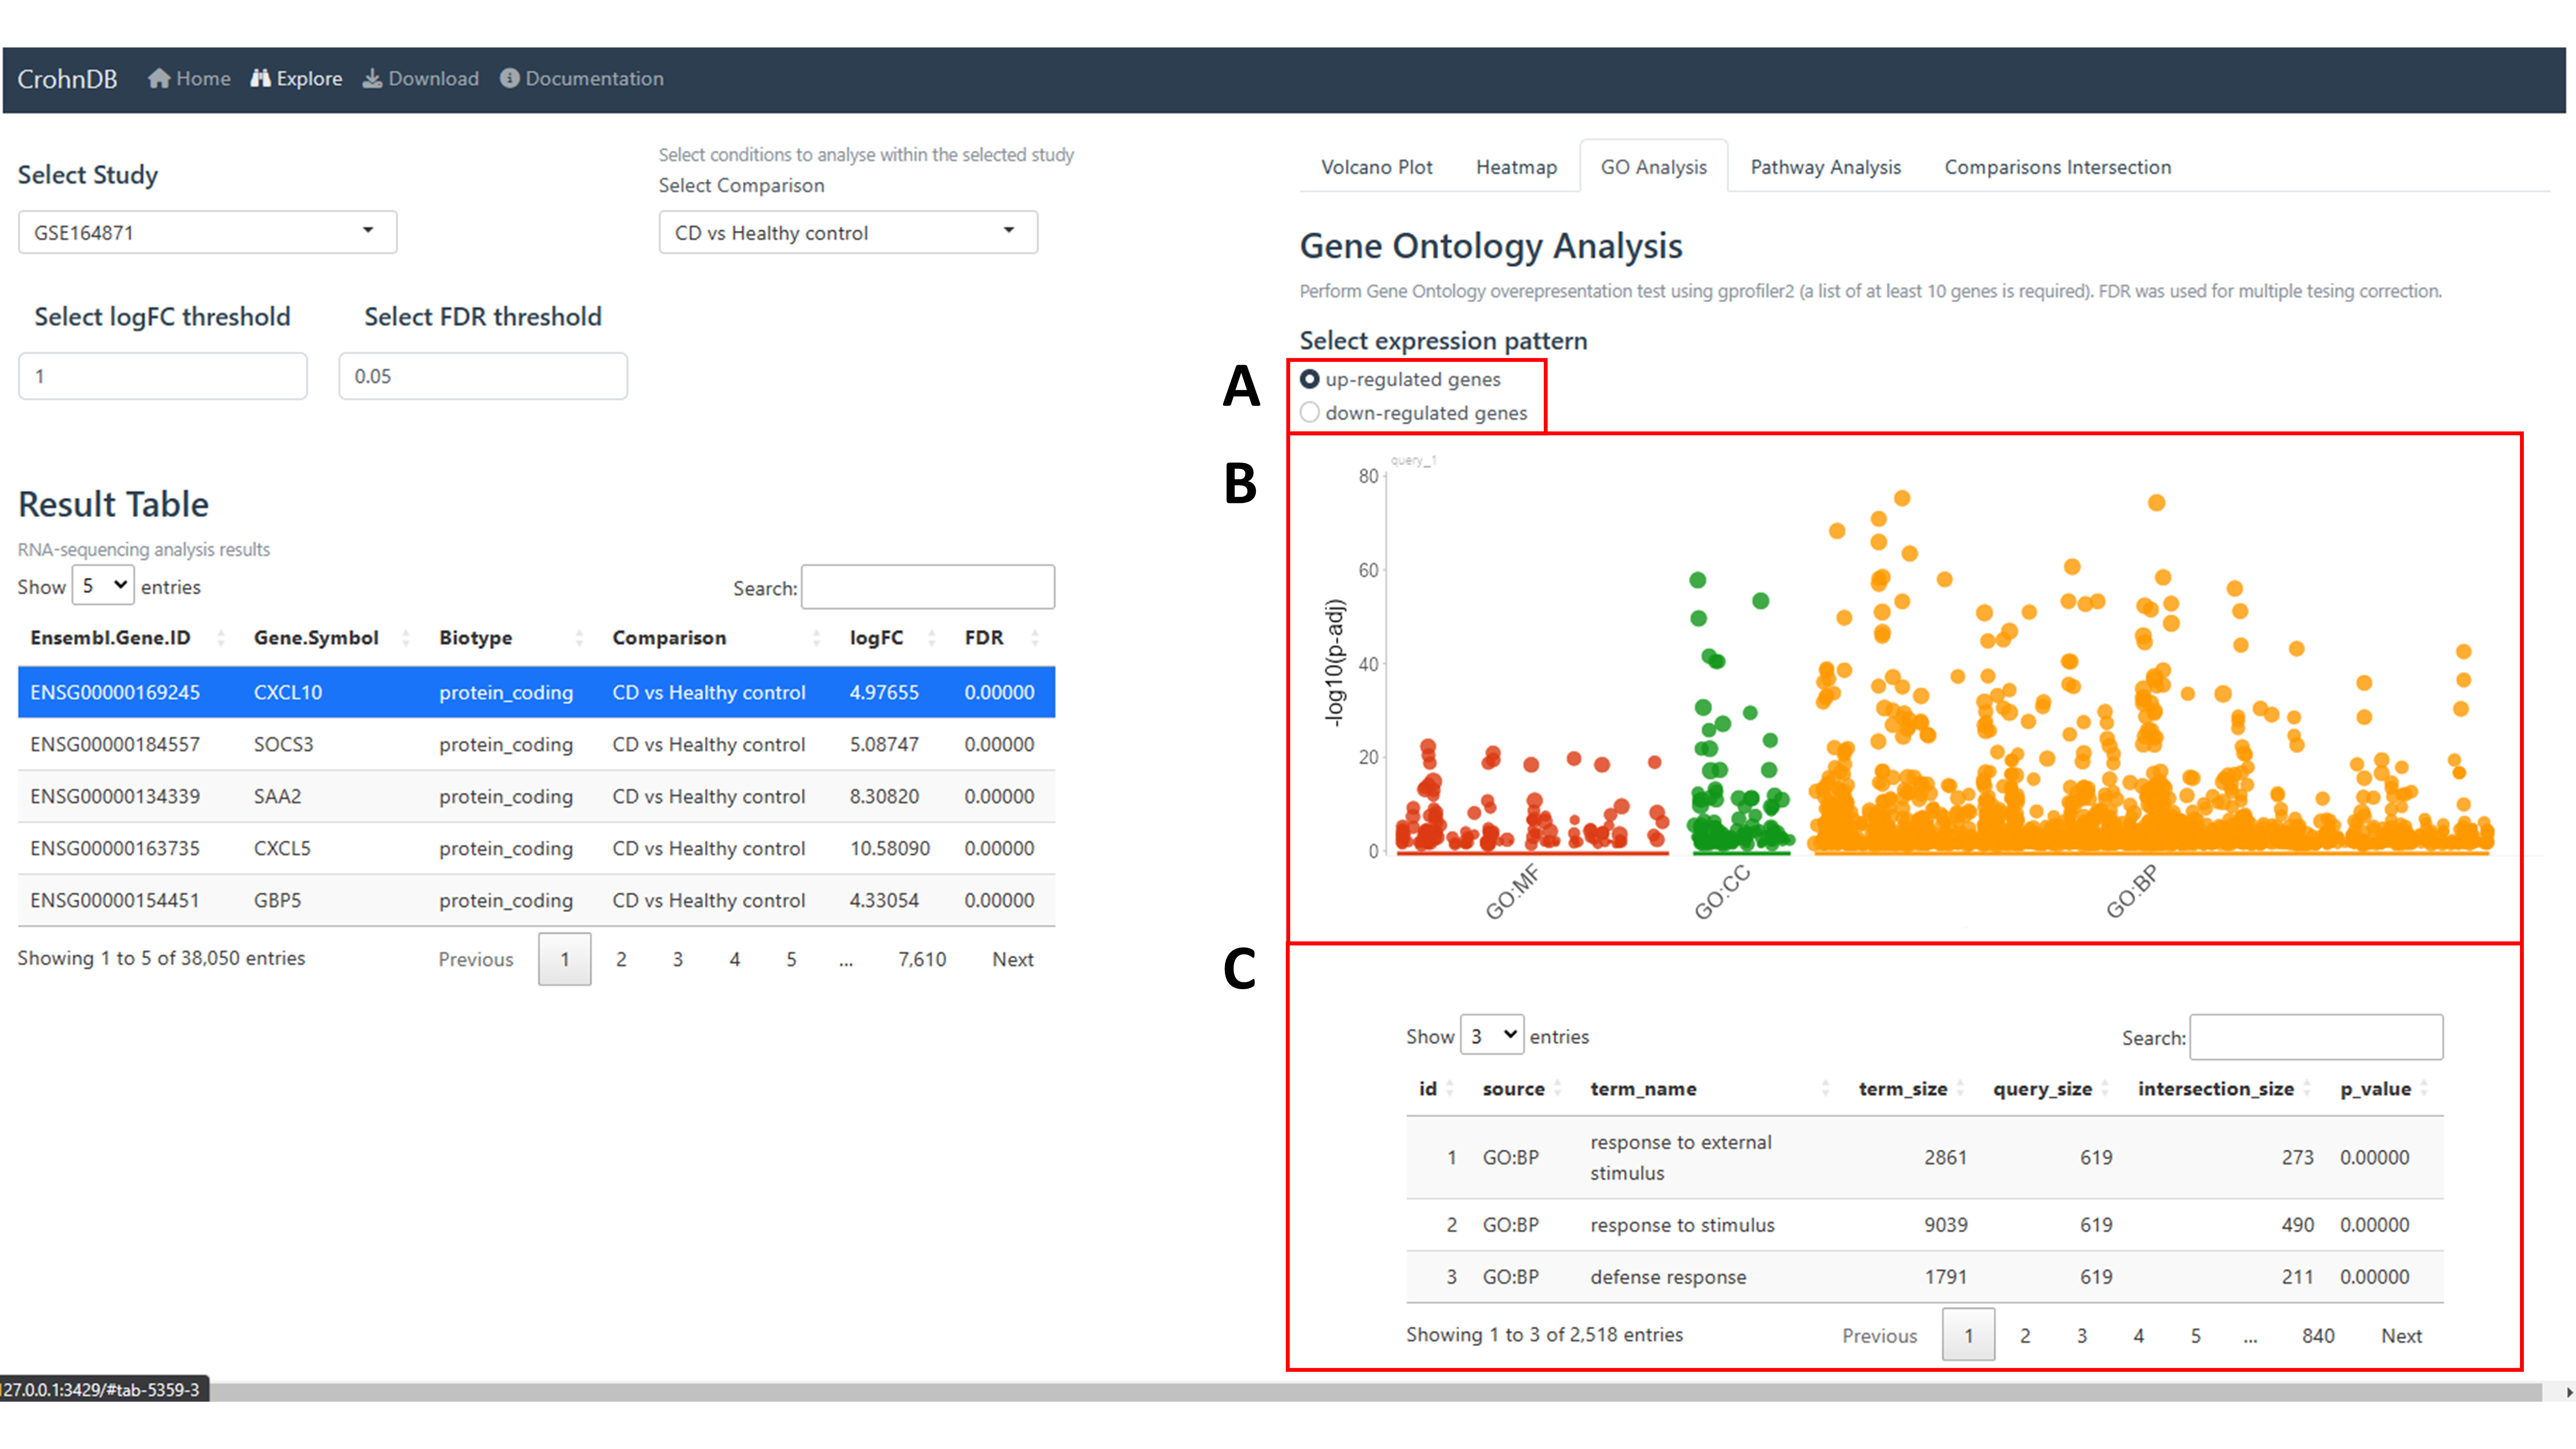 CrohnDB Home Explore Download Documentation
Select Study
GSE164871
Select conditions to analyse within the selected study
Select Comparison
CD vs Healthy control
Select logFC threshold Select FDR threshold
1 0.05
Result Table
RNA-sequencing analysis results
Show 5 entries Search:
Ensembl.Gene.ID Gene.Symbol Biotype Comparison logFC FDR
ENSG00000169245 CXCL10 protein_coding CD vs Healthy control 4.97655 0.00000
ENSG00000184557 SOCS3 protein_coding CD vs Healthy control 5.08747 0.00000
ENSG00000134339 SAA2 protein_coding CD vs Healthy control 8.30820 0.00000
ENSG00000163735 CXCL5 protein_coding CD vs Healthy control 10.58090 0.00000
ENSG00000154451 GBP5 protein_coding CD vs Healthy control 4.33054 0.00000
Showing 1 to 5 of 38,050 entries Previous 1 2 3 4 5 ... 7,610 Next
Volcano Plot Heatmap GO Analysis Pathway Analysis Comparisons Intersection
Gene Ontology Analysis
Perform Gene Ontology overepresentation test using gprofiler2 (a list of at least 10 genes is required). FDR was used for multiple tesing correction.
Select expression pattern
A
up-regulated genes
down-regulated genes
B
query_1
80
60
40
20
0
-log10(p-adj)
GO:MF GO:CC GO:BP
C
Show 3 entries Search:
id source term_name term_size query_size intersection_size p_value
1 GO:BP response to external stimulus 2861 619 273 0.00000
2 GO:BP response to stimulus 9039 619 490 0.00000
3 GO:BP defense response 1791 619 211 0.00000
Showing 1 to 3 of 2,518 entries Previous 1 2 3 4 5 ... 840 Next
127.0.0.1:3429/#tab-5359-3